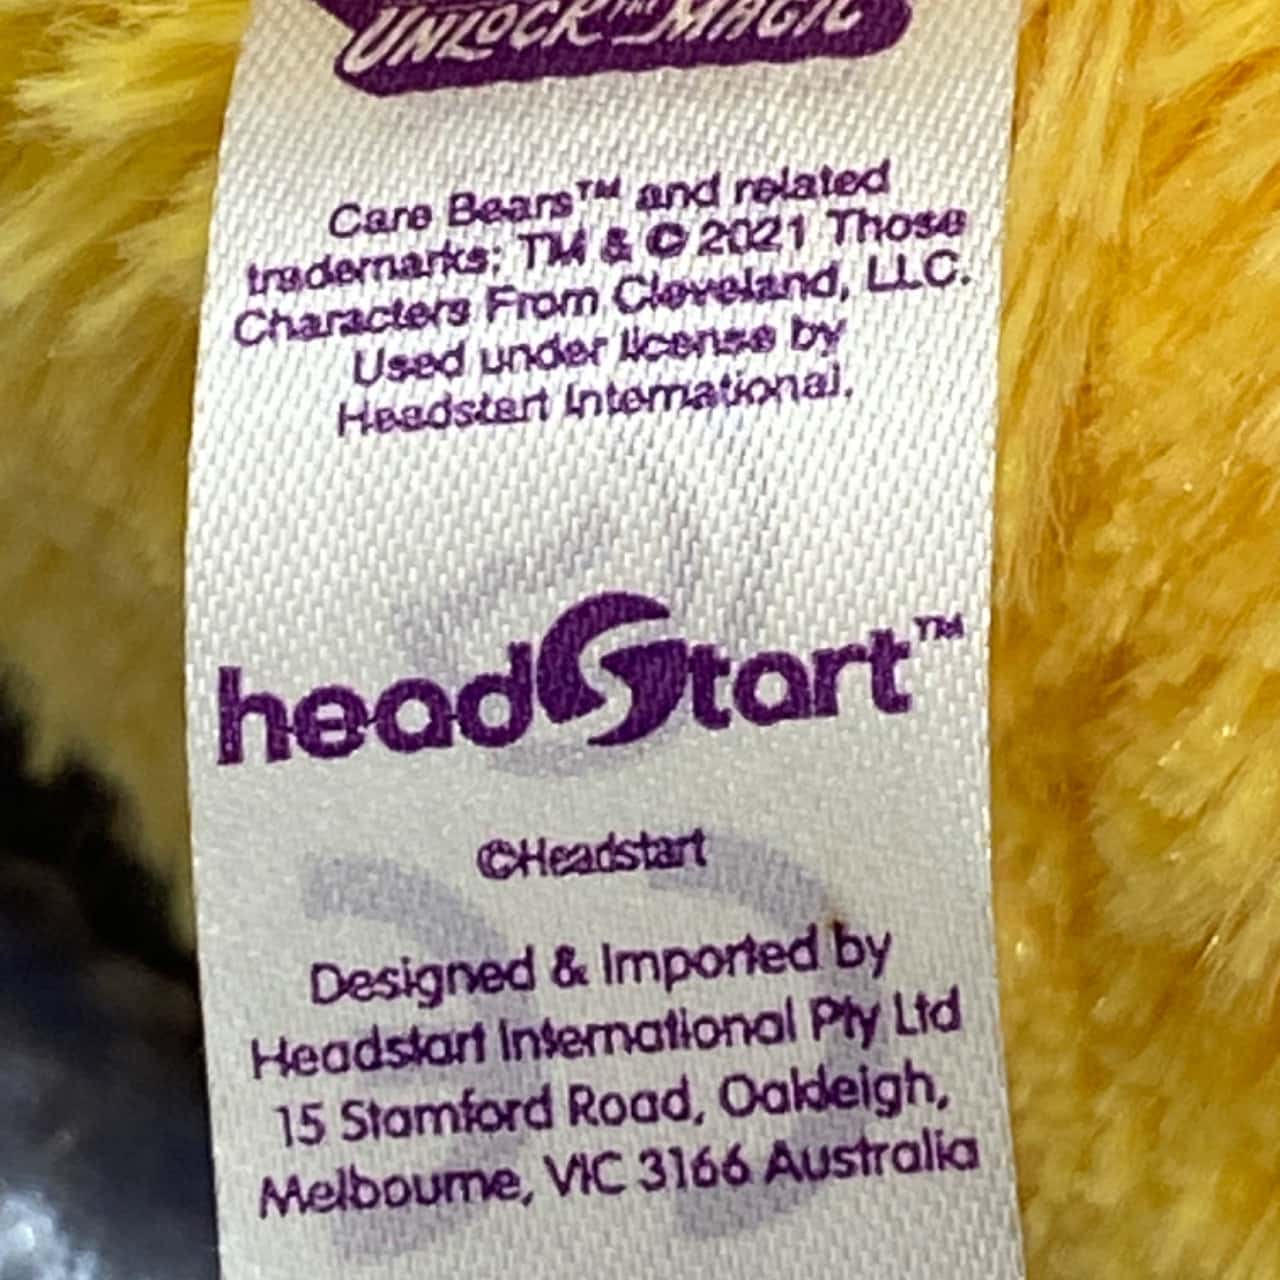 UNLOCK THE MAGIC
Care Bears™ and related
trademarks; TM & © 2021 Those
Characters From Cleveland, LLC.
Used under license by
Headstart International.
headstart™
©Headstart
Designed & Imported by
Headstart International Pty Ltd
15 Stamford Road, Oakleigh,
Melbourne, VIC 3166 Australia